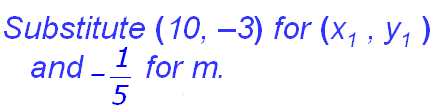 Substitute (10, –3) for (x₁ , y₁ )
and –1/5 for m.